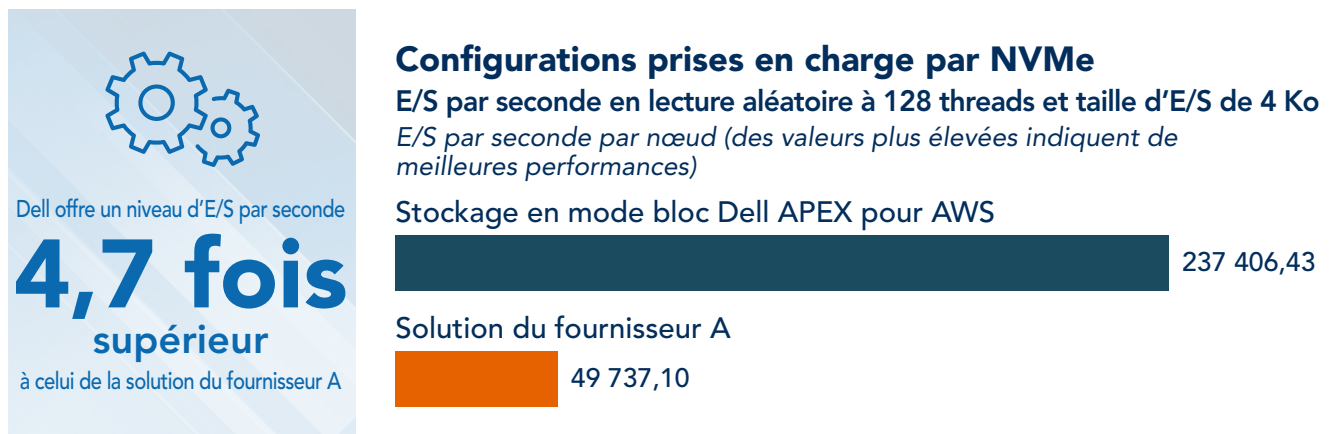 Dell offre un niveau d’E/S par seconde
4,7 fois
supérieur
à celui de la solution du fournisseur A
Configurations prises en charge par NVMe
E/S par seconde en lecture aléatoire à 128 threads et taille d’E/S de 4 Ko
E/S par seconde par nœud (des valeurs plus élevées indiquent de
meilleures performances)
Stockage en mode bloc Dell APEX pour AWS
237 406,43
Solution du fournisseur A
49 737,10